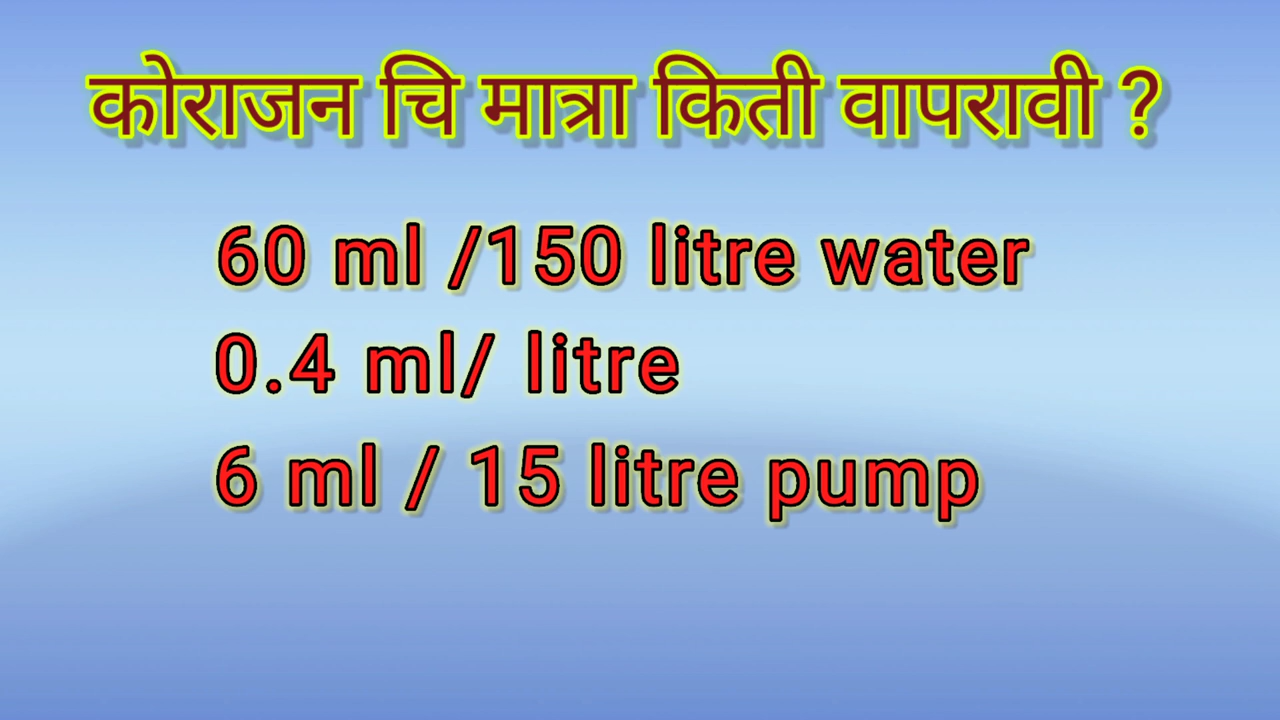 कोराजन चि मात्रा किती वापरावी ?
60 ml /150 litre water
0.4 ml/ litre
6 ml / 15 litre pump